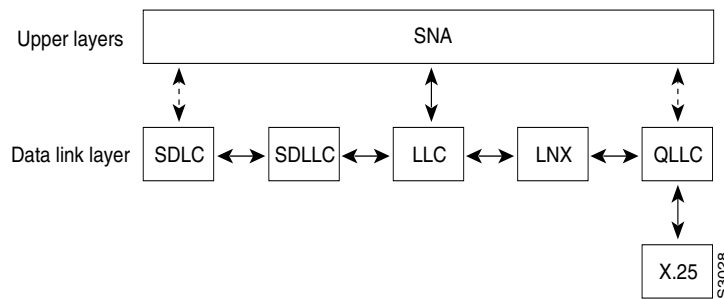 Upper layers
SNA
Data link layer
SDLC
SDLLC
LLC
LNX
QLLC
X.25
S3028